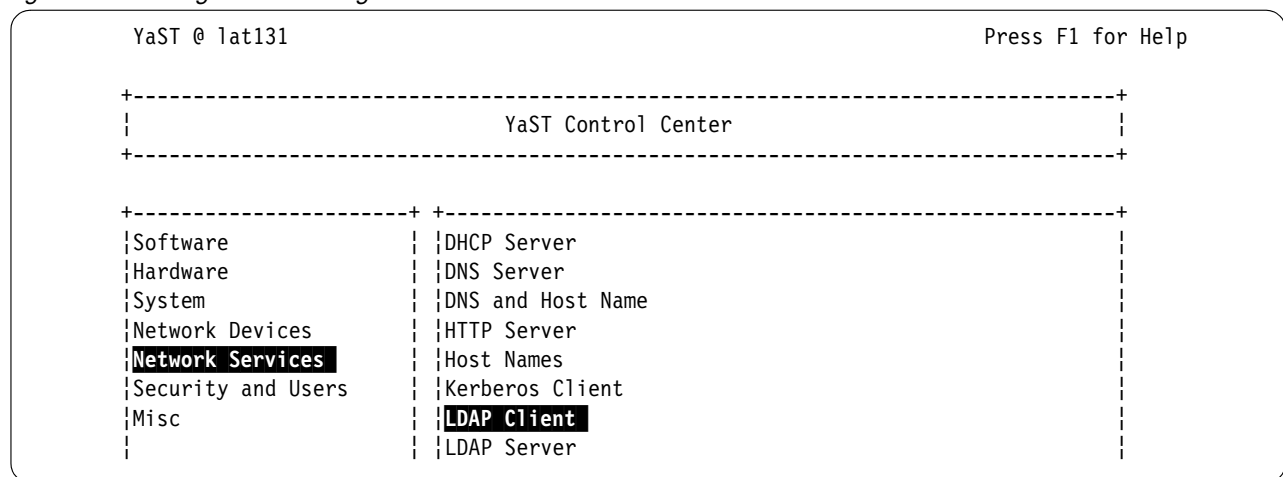 YaST @ lat131 Press F1 for Help
+----------------------------------------------------------------------------------+
¦ YaST Control Center ¦
+----------------------------------------------------------------------------------+
+-----------------------+ +--------------------------------------------------------+
¦Software ¦ ¦DHCP Server ¦
¦Hardware ¦ ¦DNS Server ¦
¦System ¦ ¦DNS and Host Name ¦
¦Network Devices ¦ ¦HTTP Server ¦
¦Network Services ¦ ¦Host Names ¦
¦Security and Users ¦ ¦Kerberos Client ¦
¦Misc ¦ ¦LDAP Client ¦
¦ ¦ ¦LDAP Server ¦